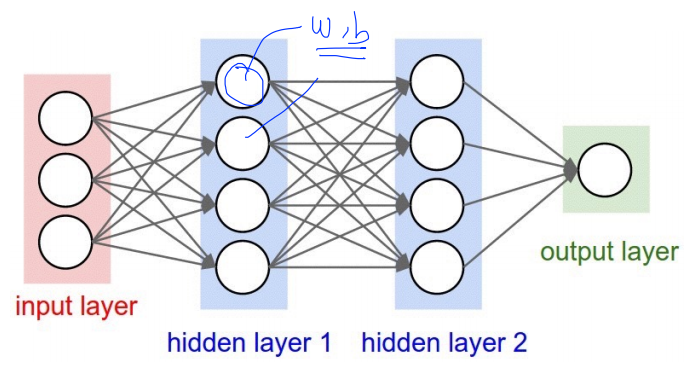 w, b
input layer
hidden layer 1
hidden layer 2
output layer